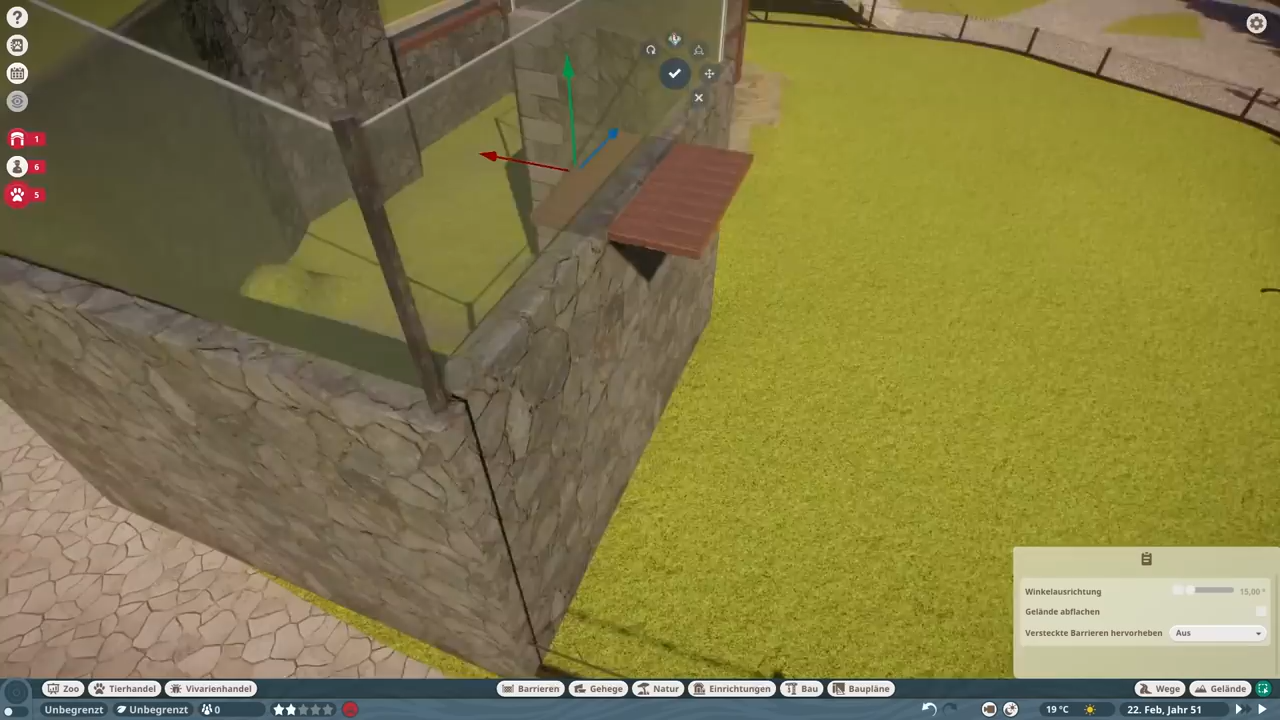 1
6
5
Winkelausrichtung 15,00 °
Gelände abflachen
Versteckte Barrieren hervorheben Aus
Zoo Tierhandel Vivarienhandel Barrieren Gehege Natur Einrichtungen Bau Baupläne Wege Gelände
Unbegrenzt Unbegrenzt 0 19 °C 22. Feb, Jahr 51